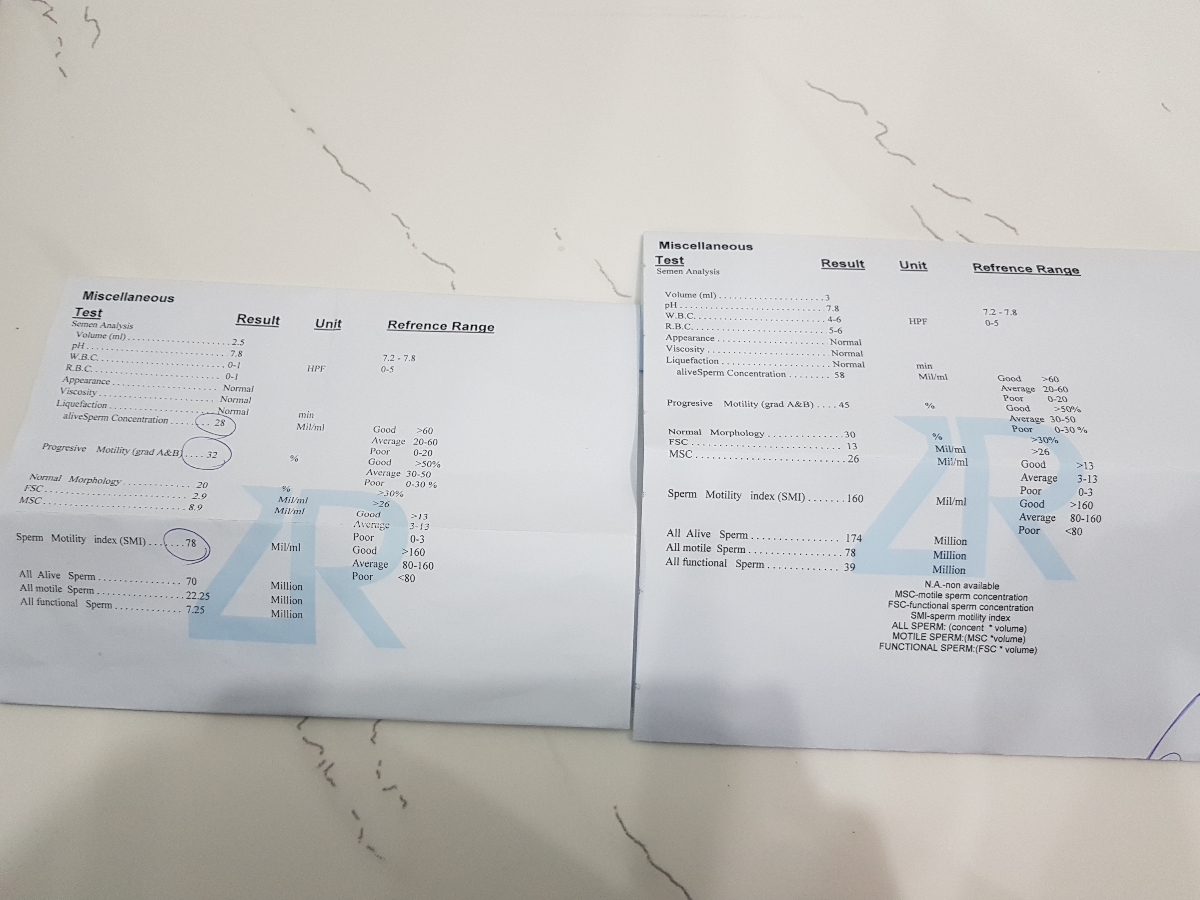 Miscellaneous
Test Result Unit Refrence Range
Semen Analysis
Volume (ml) 2.5
pH 7.8 7.2 - 7.8
W.B.C. 0-1 HPF 0-5
R.B.C. 0-1
Appearance Normal
Viscosity Normal
Liquefaction Normal min
aliveSperm Concentration 28 Mil/ml Good >60
Average 20-60
Poor 0-20
Progresive Motility (grad A&B) 32 % Good >50%
Average 30-50
Poor 0-30 %
Normal Morphology 20 % >30%
FSC 2.9 Mil/ml >26
MSC 8.9 Mil/ml Good >13
Average 3-13
Poor 0-3
Sperm Motility index (SMI) 78 Mil/ml Good >160
Average 80-160
Poor <80
All Alive Sperm 70 Million
All motile Sperm 22.25 Million
All functional Sperm 7.25 Million
Miscellaneous
Test Result Unit Refrence Range
Semen Analysis
Volume (ml) 3
pH 7.8 7.2 - 7.8
W.B.C. 4-6 HPF 0-5
R.B.C. 5-6
Appearance Normal
Viscosity Normal
Liquefaction Normal min
aliveSperm Concentration 58 Mil/ml Good >60
Average 20-60
Poor 0-20
Progresive Motility (grad A&B) 45 % Good >50%
Average 30-50
Poor 0-30 %
Normal Morphology 30 % >30%
FSC 13 Mil/ml >26
MSC 26 Mil/ml Good >13
Average 3-13
Poor 0-3
Sperm Motility index (SMI) 160 Mil/ml Good >160
Average 80-160
Poor <80
All Alive Sperm 174 Million
All motile Sperm 78 Million
All functional Sperm 39 Million
N.A.-non available
MSC-motile sperm concentration
FSC-functional sperm concentration
SMI-sperm motility index
ALL SPERM: (concent * volume)
MOTILE SPERM:(MSC *volume)
FUNCTIONAL SPERM:(FSC * volume)